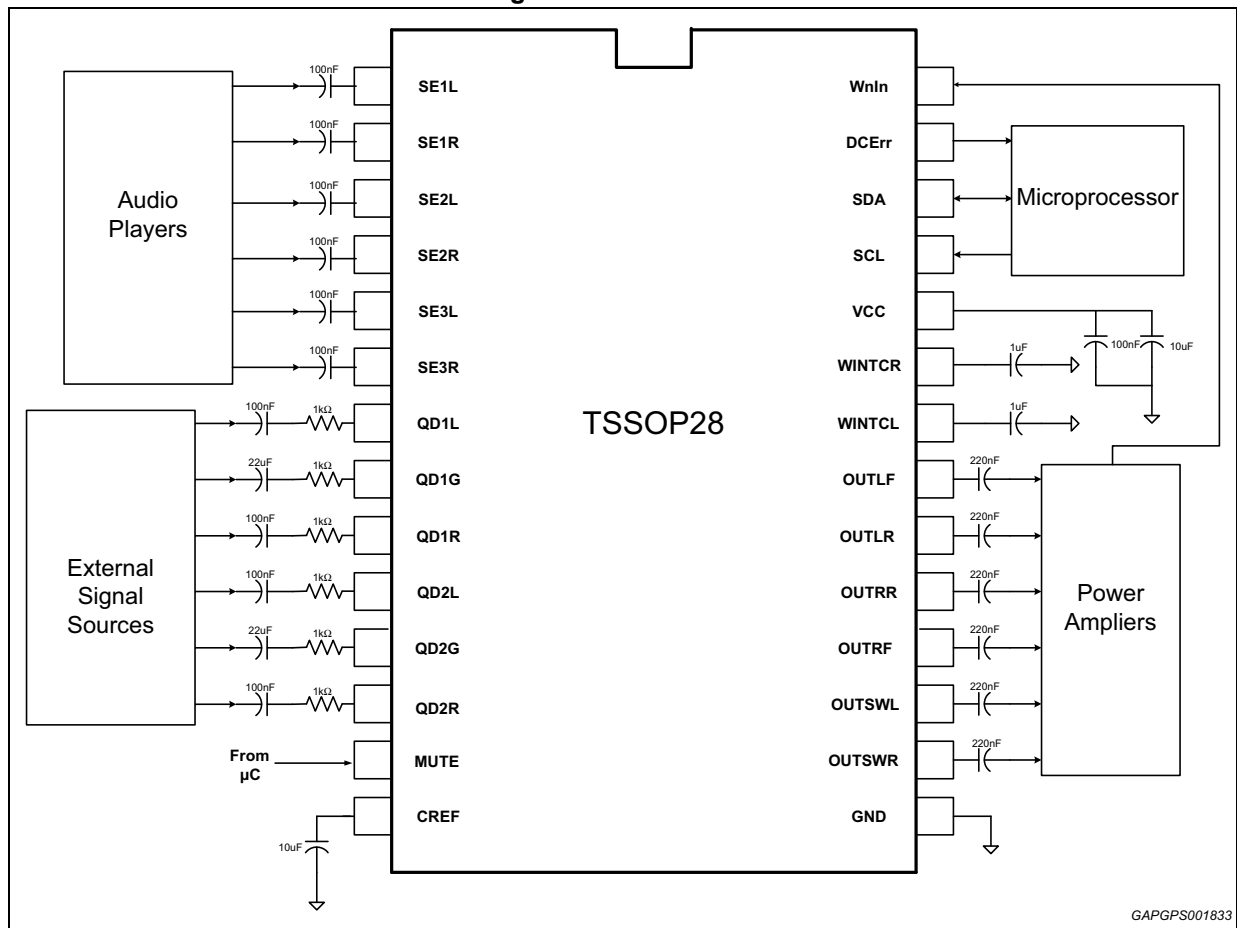 100nF
SE1L
100nF
SE1R
100nF
SE2L
100nF
SE2R
100nF
SE3L
100nF
SE3R
Audio
Players
100nF 1kΩ
QD1L
22uF 1kΩ
QD1G
100nF 1kΩ
QD1R
100nF 1kΩ
QD2L
22uF 1kΩ
QD2G
100nF 1kΩ
QD2R
External
Signal
Sources
From
µC
MUTE
CREF
10uF
TSSOP28
WnIn
DCErr
SDA
SCL
Microprocessor
VCC
100nF
10uF
WINTCR
1uF
WINTCL
1uF
OUTLF
220nF
OUTLR
220nF
OUTRR
220nF
OUTRF
220nF
OUTSWL
220nF
OUTSWR
220nF
Power
Ampliers
GND
GAPGPS001833